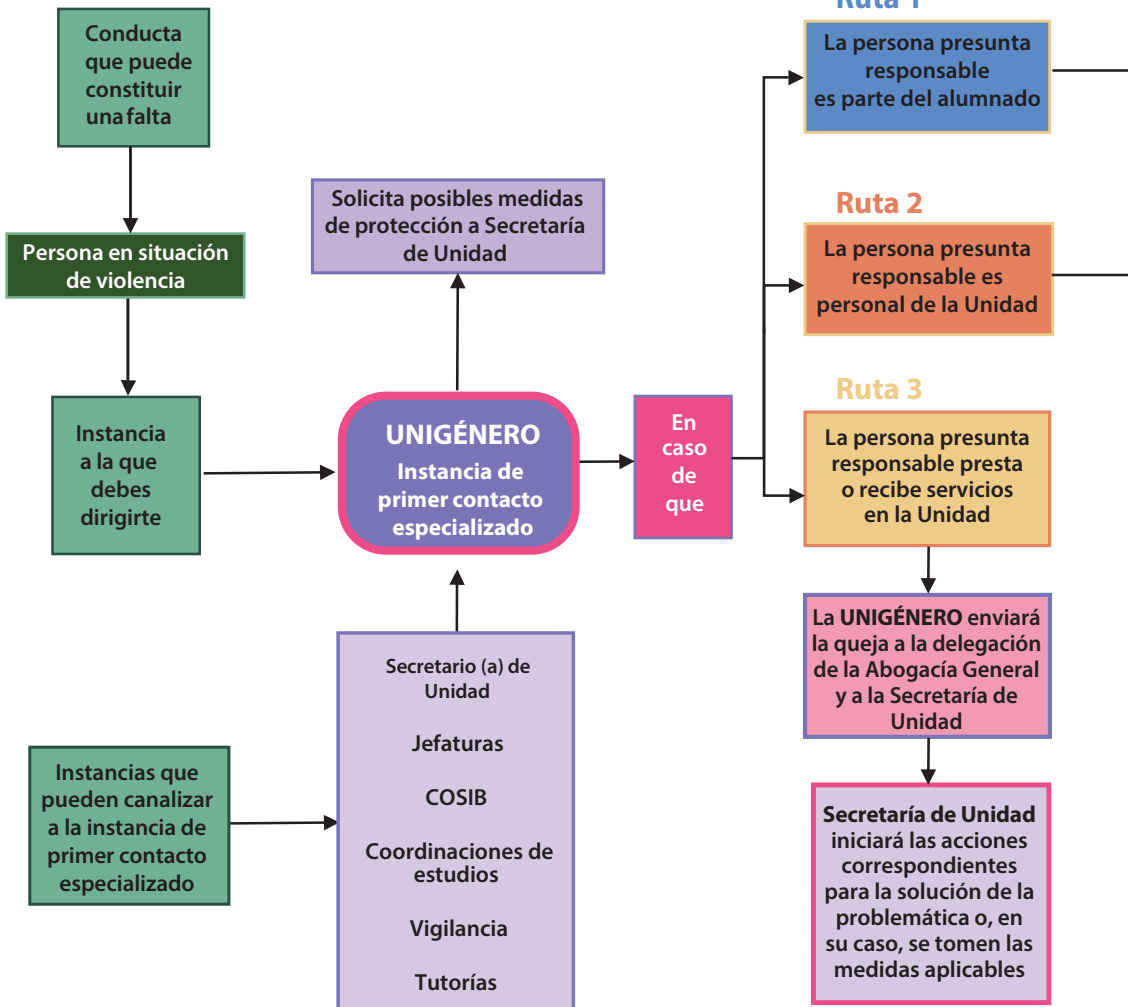 Conducta
que puede
constituir
una falta
Persona en situación
de violencia
Instancia
a la que
debes
dirigirte
Solicita posibles medidas
de protección a Secretaría
de Unidad
UNIGÉNERO
Instancia de
primer contacto
especializado
Instancias que
pueden canalizar
a la instancia de
primer contacto
especializado
Secretario (a) de
Unidad
Jefaturas
COSIB
Coordinaciones de
estudios
Vigilancia
Tutorías
En
caso
de
que
Ruta 1
La persona presunta
responsable
es parte del alumnado
Ruta 2
La persona presunta
responsable es
personal de la Unidad
Ruta 3
La persona presunta
responsable presta
o recibe servicios
en la Unidad
La UNIGÉNERO enviará
la queja a la delegación
de la Abogacía General
y a la Secretaría de
Unidad
Secretaría de Unidad
iniciará las acciones
correspondientes
para la solución de la
problemática o, en
su caso, se tomen las
medidas aplicables